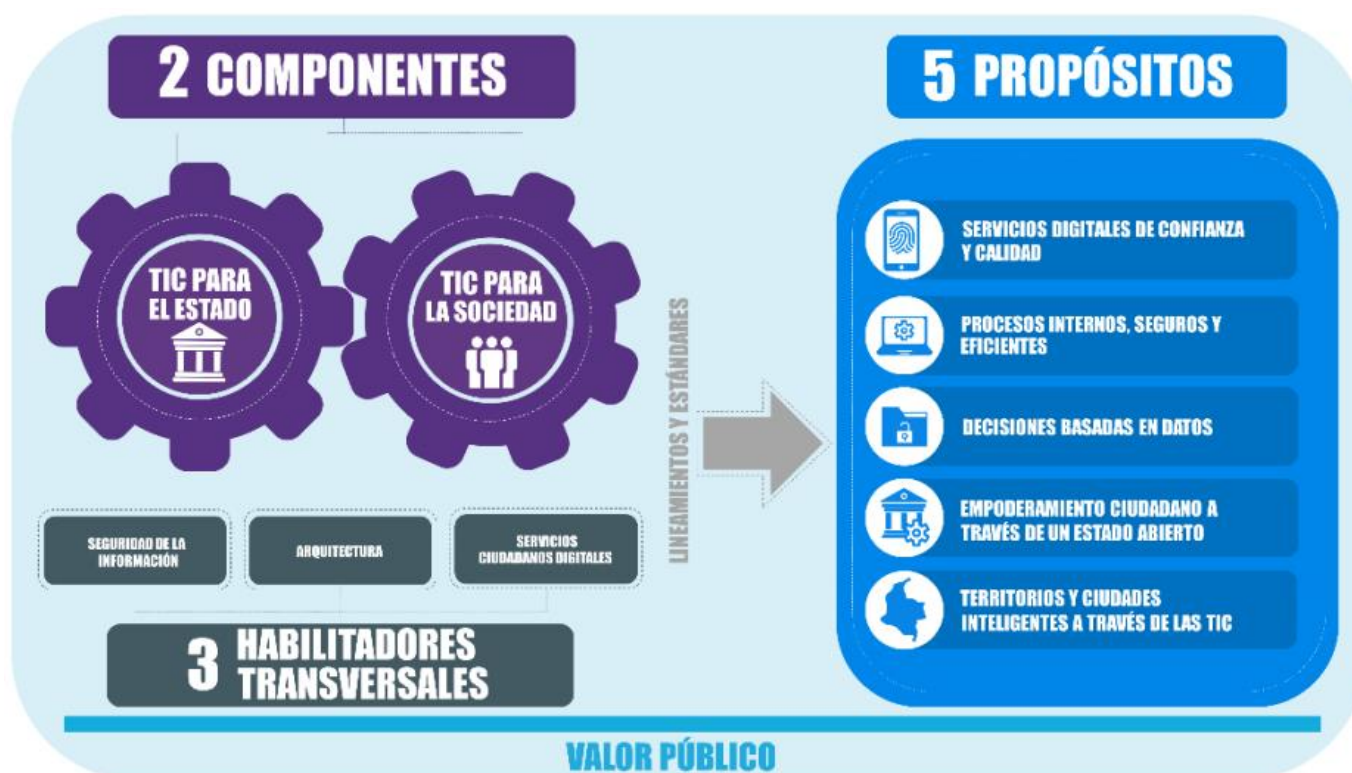 2 COMPONENTES
TIC PARA
EL ESTADO
TIC PARA
LA SOCIEDAD
SEGURIDAD DE LA
INFORMACIÓN
ARQUITECTURA
SERVICIOS
CIUDADANOS DIGITALES
3 HABILITADORES
TRANSVERSALES
LINEAMIENTOS Y ESTÁNDARES
5 PROPÓSITOS
SERVICIOS DIGITALES DE CONFIANZA
Y CALIDAD
PROCESOS INTERNOS, SEGUROS Y
EFICIENTES
DECISIONES BASADAS EN DATOS
EMPODERAMIENTO CIUDADANO A
TRAVÉS DE UN ESTADO ABIERTO
TERRITORIOS Y CIUDADES
INTELIGENTES A TRAVÉS DE LAS TIC
VALOR PÚBLICO